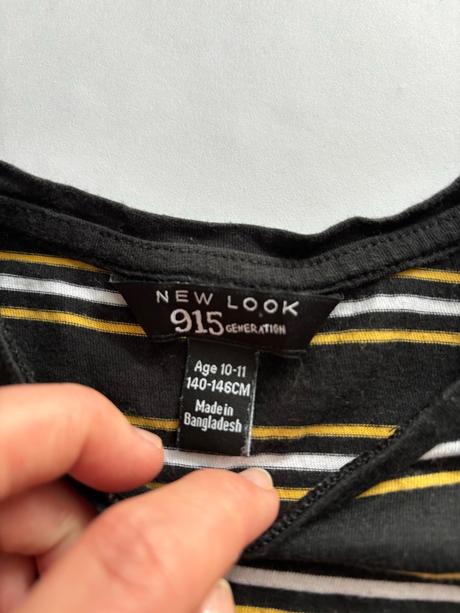 NEW LOOK
915 GENERATION
Age 10-11
140-146CM
Made in
Bangladesh